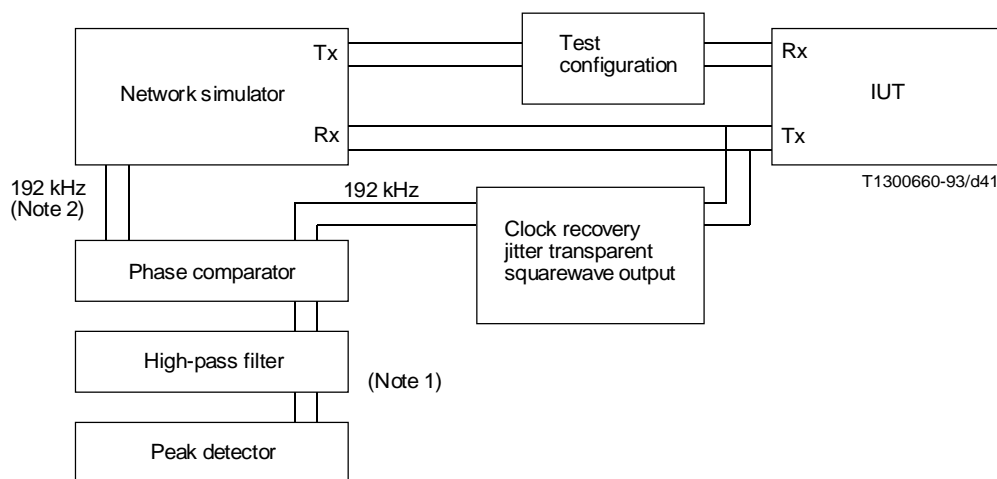 Tx
Test
configuration
Rx
Network simulator
IUT
Rx
Tx
T1300660-93/d41
192 kHz
(Note 2)
192 kHz
Clock recovery
jitter transparent
squarewave output
Phase comparator
High-pass filter
(Note 1)
Peak detector